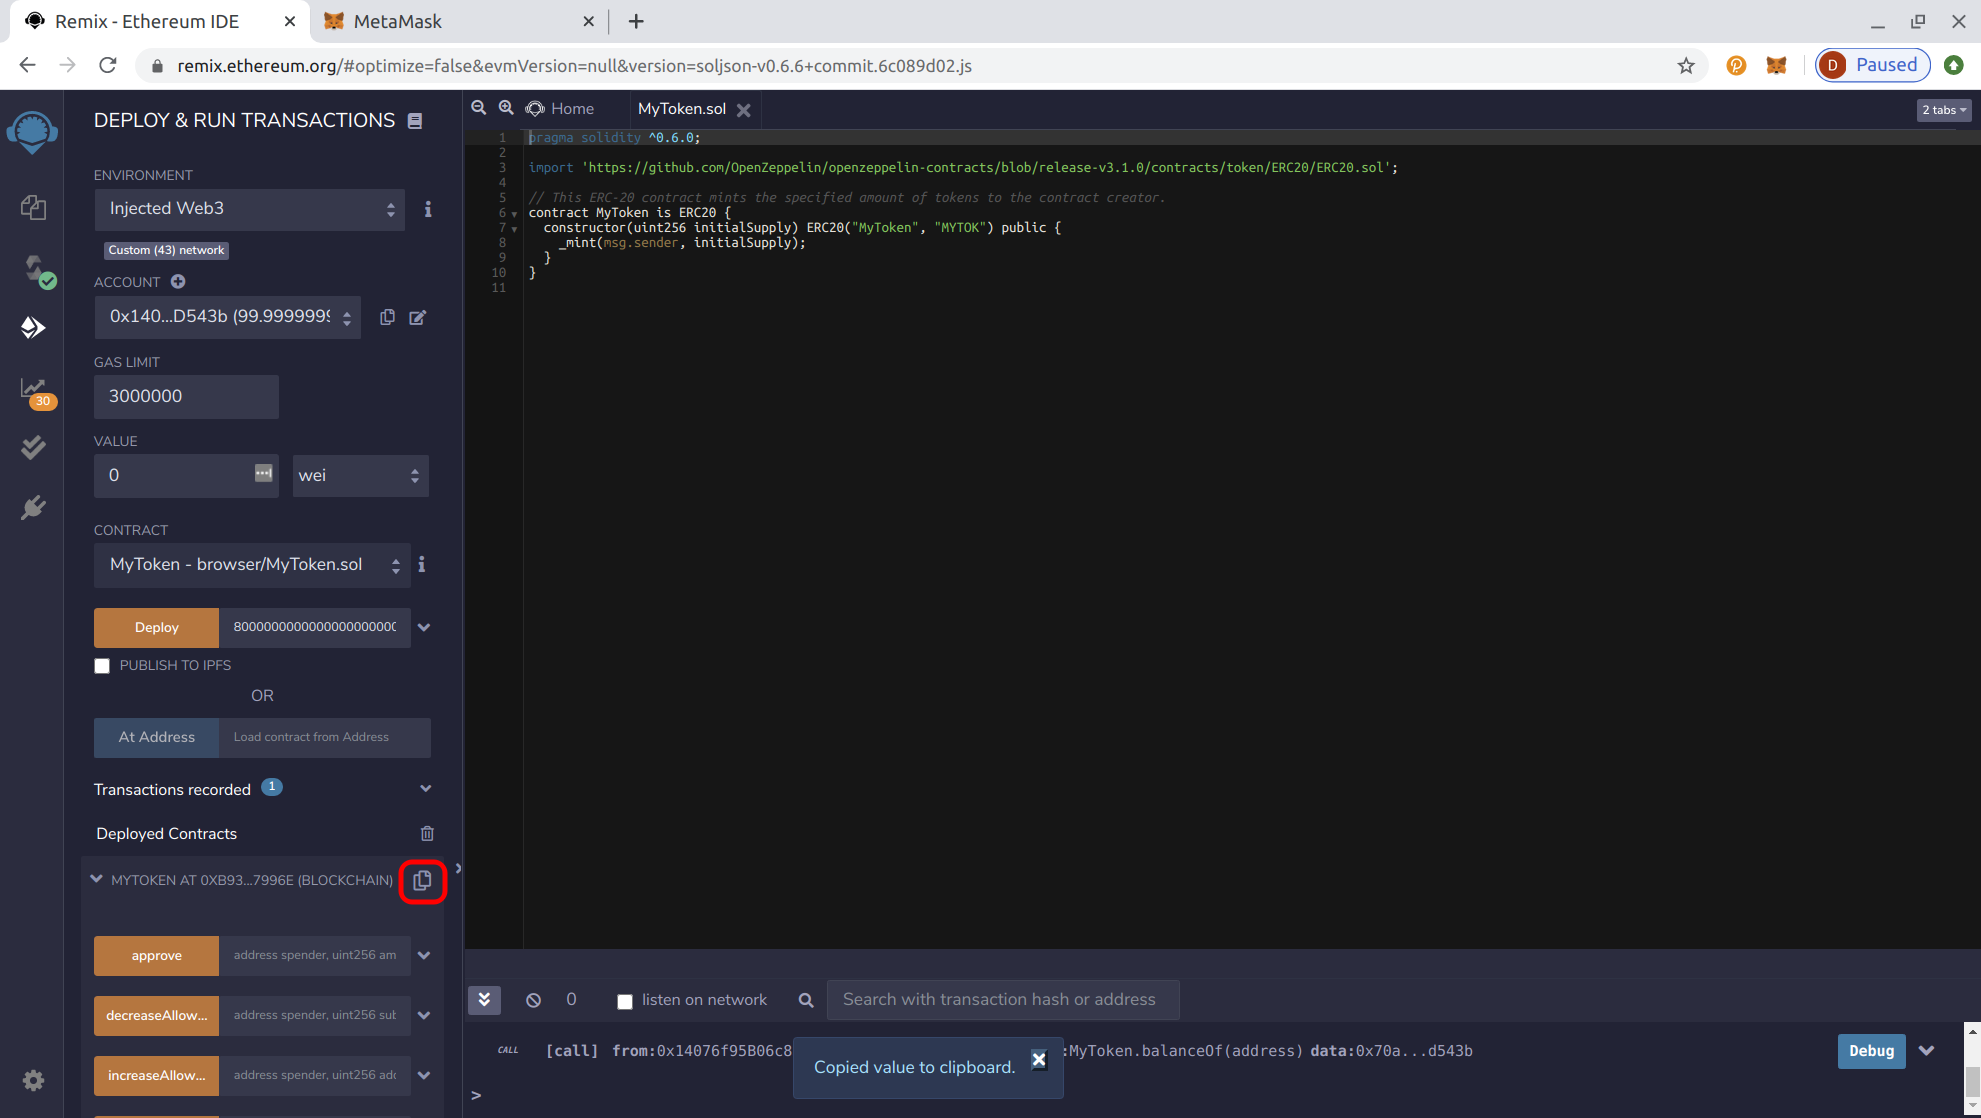 Remix - Ethereum IDE
MetaMask
remix.ethereum.org/#optimize=false&evmVersion=null&version=soljson-v0.6.6+commit.6c089d02.js
D Paused
DEPLOY & RUN TRANSACTIONS
Home
MyToken.sol
2 tabs
ENVIRONMENT
Injected Web3
Custom (43) network
ACCOUNT
0x140...D543b (99.9999999
GAS LIMIT
3000000
30
VALUE
0
wei
CONTRACT
MyToken - browser/MyToken.sol
Deploy
PUBLISH TO IPFS
OR
At Address
Load contract from Address
Transactions recorded 1
Deployed Contracts
MYTOKEN AT 0XB93...7996E (BLOCKCHAIN)
approve
address spender, uint256 am
decreaseAllow...
address spender, uint256 sub
increaseAllow...
address spender, uint256 add
1 pragma solidity ^0.6.0;
2
3 import 'https://github.com/OpenZeppelin/openzeppelin-contracts/blob/release-v3.1.0/contracts/token/ERC20/ERC20.sol';
4
5 // This ERC-20 contract mints the specified amount of tokens to the contract creator.
6 contract MyToken is ERC20 {
7 constructor(uint256 initialSupply) ERC20("MyToken", "MYTOK") public {
8 _mint(msg.sender, initialSupply);
9 }
10 }
11
0
listen on network
Search with transaction hash or address
CALL
[call] from:0x14076f95B06c8
:MyToken.balanceOf(address) data:0x70a...d543b
Debug
Copied value to clipboard.
>